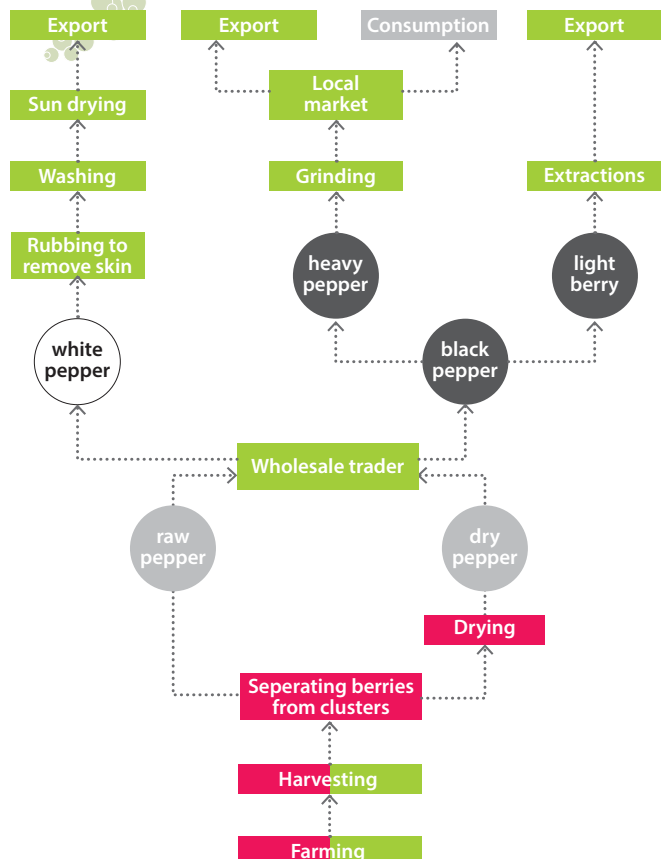 Export
Export
Consumption
Export
Local
market
Sun drying
Washing
Grinding
Extractions
Rubbing to
remove skin
heavy
pepper
light
berry
white
pepper
black
pepper
Wholesale trader
raw
pepper
dry
pepper
Drying
Seperating berries
from clusters
Harvesting
Farming